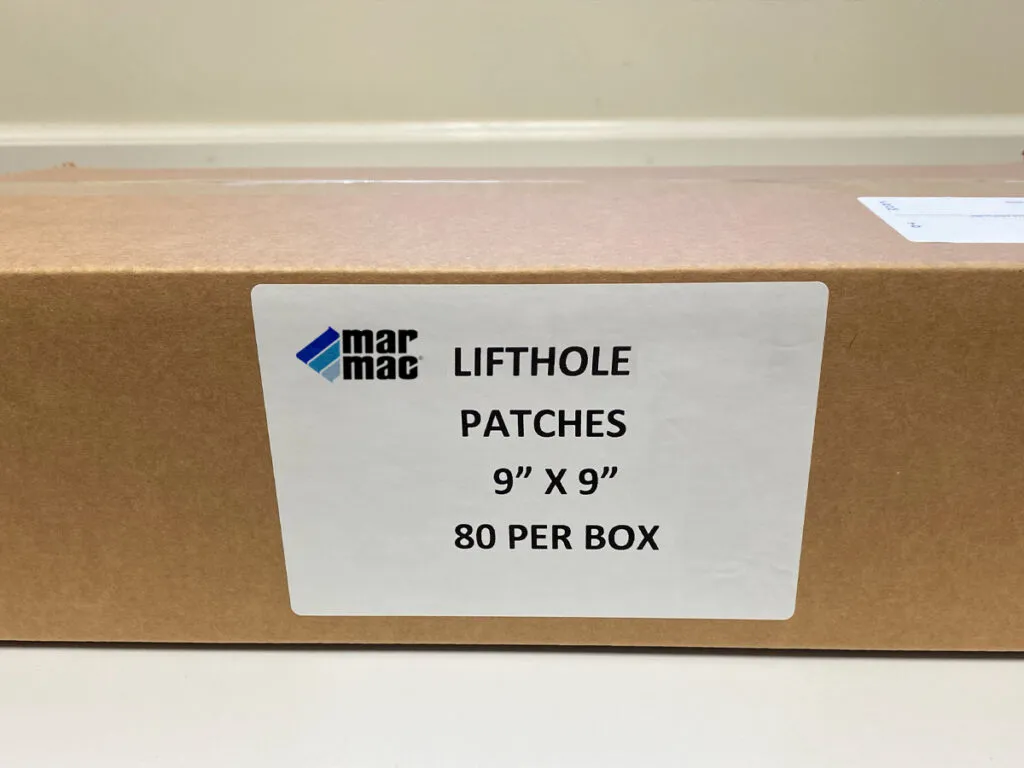 mar
mac®
LIFTHOLE
PATCHES
9” X 9”
80 PER BOX